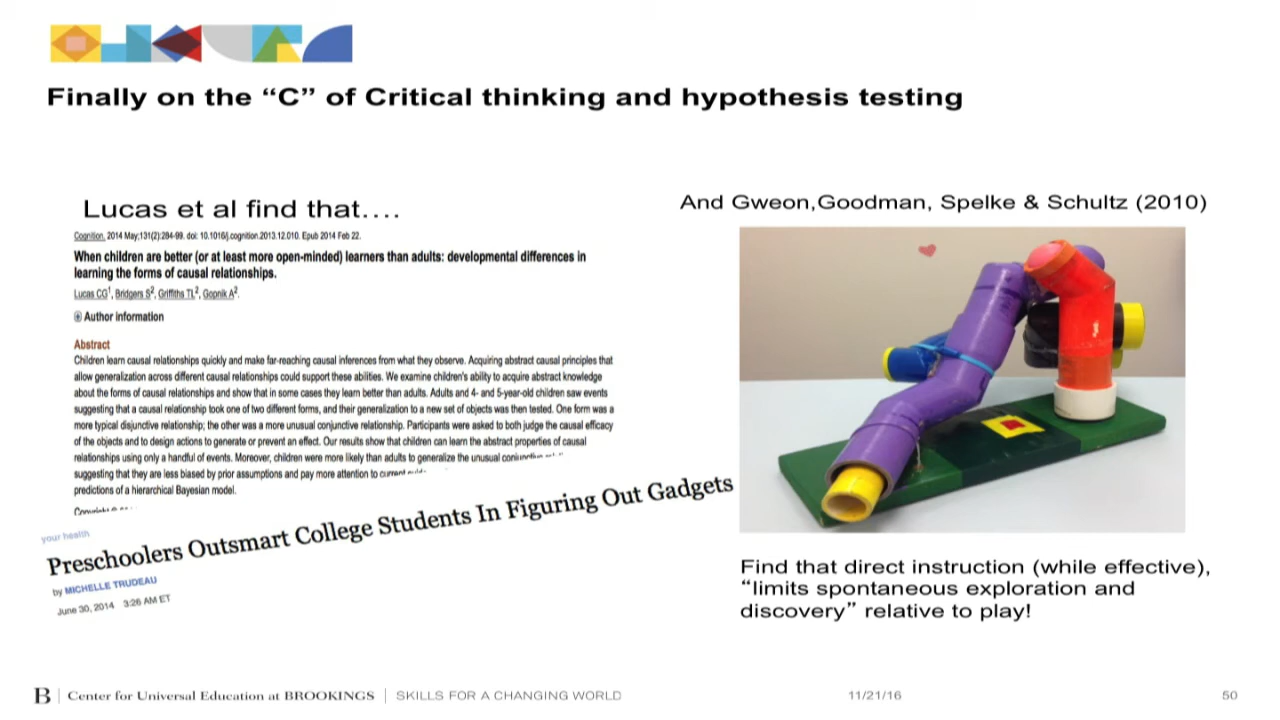 Finally on the “C” of Critical thinking and hypothesis testing
Lucas et al find that….
Cognition. 2014 May;131(2):284-99. doi: 10.1016/j.cognition.2013.12.010. Epub 2014 Feb 22.
When children are better (or at least more open-minded) learners than adults: developmental differences in
learning the forms of causal relationships.
Lucas CG1, Bridgers S2, Griffiths TL2, Gopnik A2.
Author information
Abstract
Children learn causal relationships quickly and make far-reaching causal inferences from what they observe. Acquiring abstract causal principles that
allow generalization across different causal relationships could support these abilities. We examine children's ability to acquire abstract knowledge
about the forms of causal relationships and show that in some cases they learn better than adults. Adults and 4- and 5-year-old children saw events
suggesting that a causal relationship took one of two different forms, and their generalization to a new set of objects was then tested. One form was a
more typical disjunctive relationship; the other was a more unusual conjunctive relationship. Participants were asked to both judge the causal efficacy
of the objects and to design actions to generate or prevent an effect. Our results show that children can learn the abstract properties of causal
relationships using only a handful of events. Moreover, children were more likely than adults to generalize the unusual
suggesting that they are less biased by prior assumptions and pay more attention to current
predictions of a hierarchical Bayesian model.
your health
Preschoolers Outsmart College Students In Figuring Out Gadgets
by MICHELLE TRUDEAU
June 30, 2014 3:26 AM ET
And Gweon,Goodman, Spelke & Schultz (2010)
Find that direct instruction (while effective),
“limits spontaneous exploration and
discovery” relative to play!
B | Center for Universal Education at BROOKINGS | SKILLS FOR A CHANGING WORLD
11/21/16
50